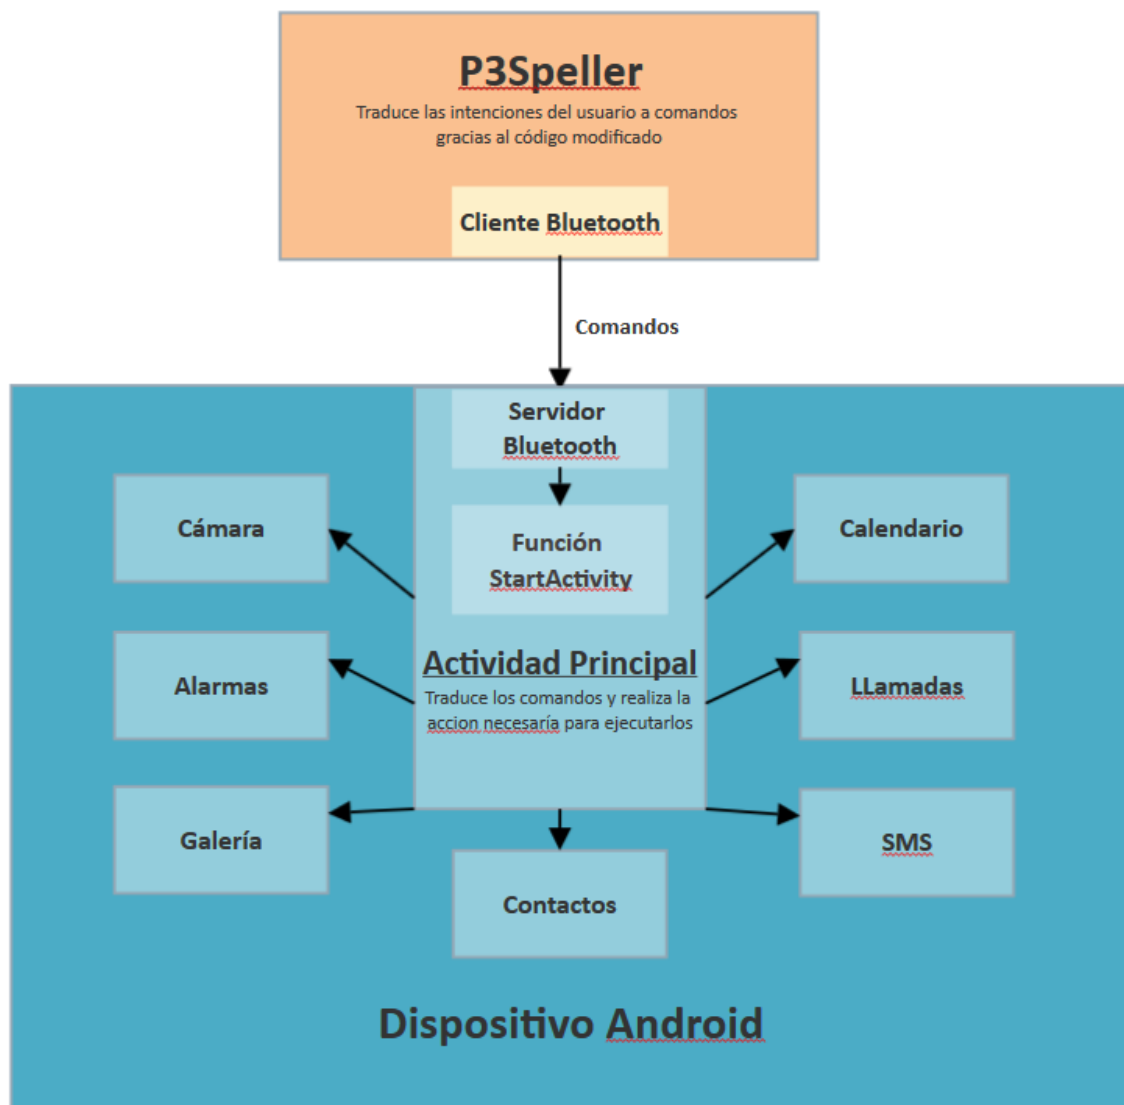 P3Speller
Traduce las intenciones del usuario a comandos
gracias al código modificado
Cliente Bluetooth
Comandos
Servidor
Bluetooth
Función
StartActivity
Cámara
Calendario
Actividad Principal
Traduce los comandos y realiza la
accion necesaría para ejecutarlos
Alarmas
LLamadas
Galería
SMS
Contactos
Dispositivo Android